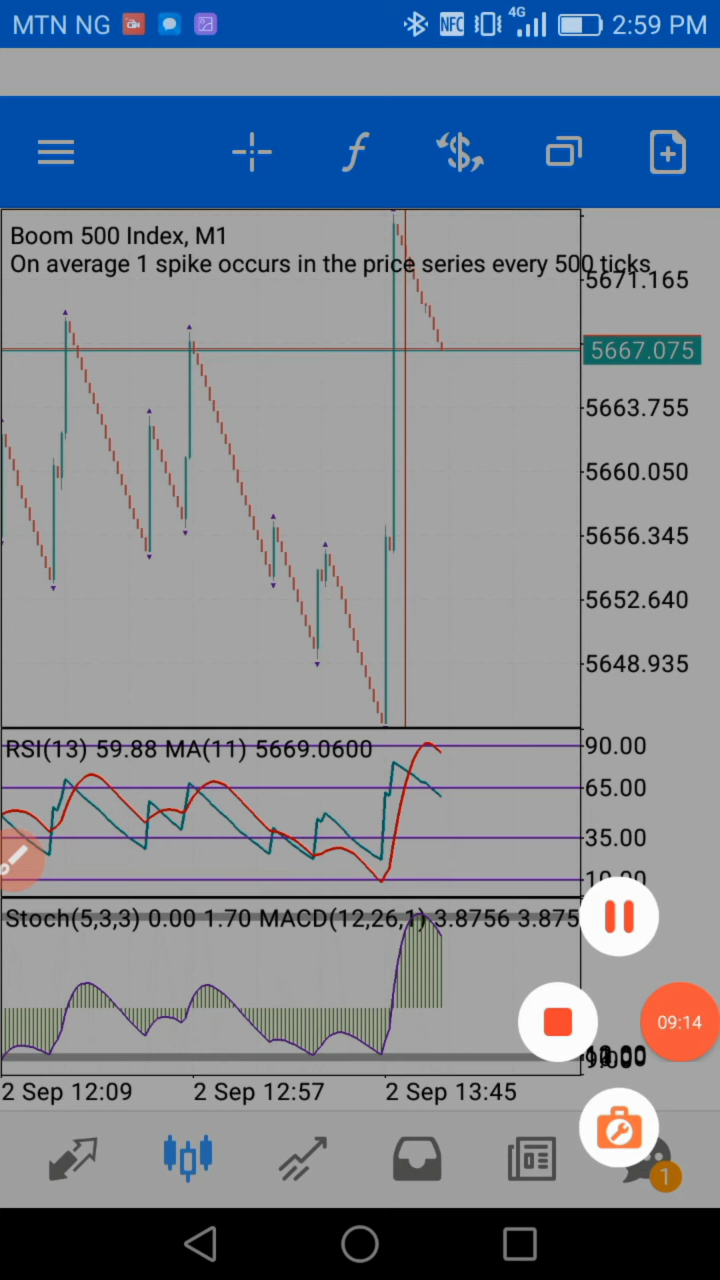 MTN NG
NFC
4G
2:59 PM
Boom 500 Index, M1
On average 1 spike occurs in the price series every 500 ticks
5671.165
5667.075
5663.755
5660.050
5656.345
5652.640
5648.935
RSI(13) 59.88 MA(11) 5669.0600
90.00
65.00
35.00
Stoch(5,3,3) 0.00 1.70 MACD(12,26,1) 3.8756 3.875
09:14
2 Sep 12:09
2 Sep 12:57
2 Sep 13:45
1